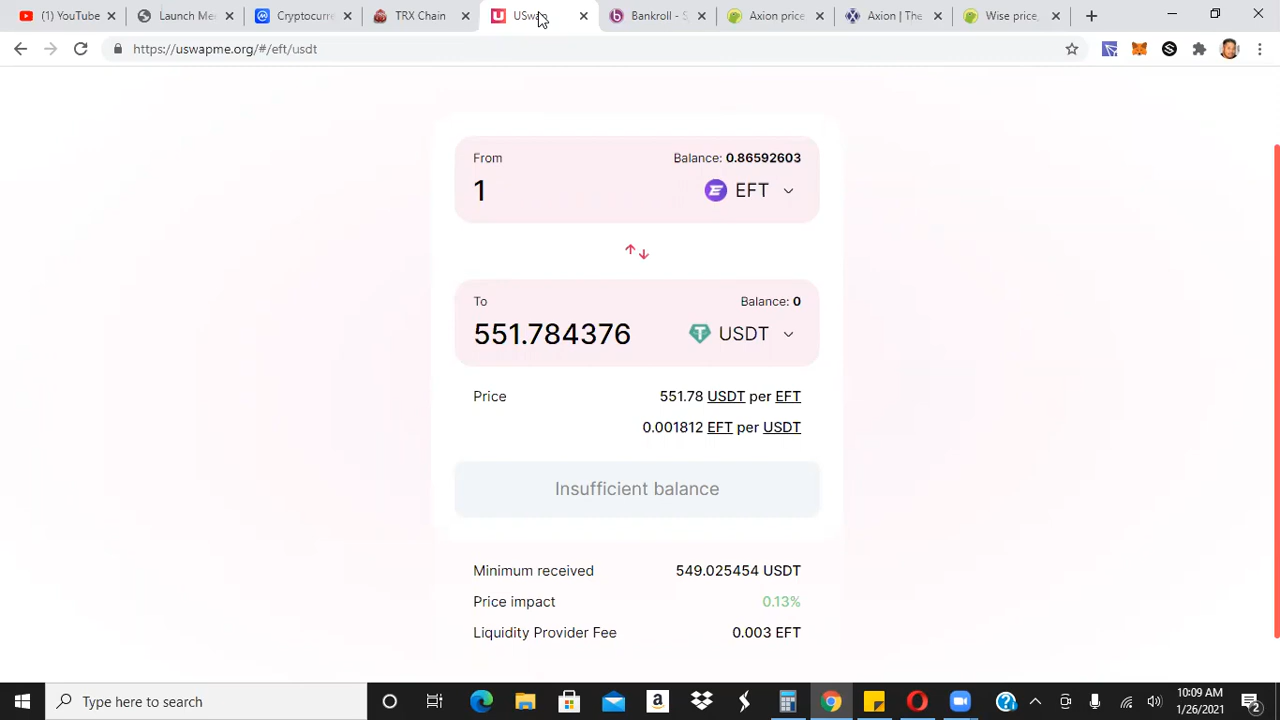 (1) YouTube
Launch Me
Cryptocurre
TRX Chain
USwap
Bankroll - S
Axion price
Axion | The
Wise price,
https://uswapme.org/#/eft/usdt
From
Balance: 0.86592603
1
EFT
To
Balance: 0
551.784376
USDT
Price
551.78 USDT per EFT
0.001812 EFT per USDT
Insufficient balance
Minimum received
549.025454 USDT
Price impact
0.13%
Liquidity Provider Fee
0.003 EFT
Type here to search
10:09 AM
1/26/2021
2